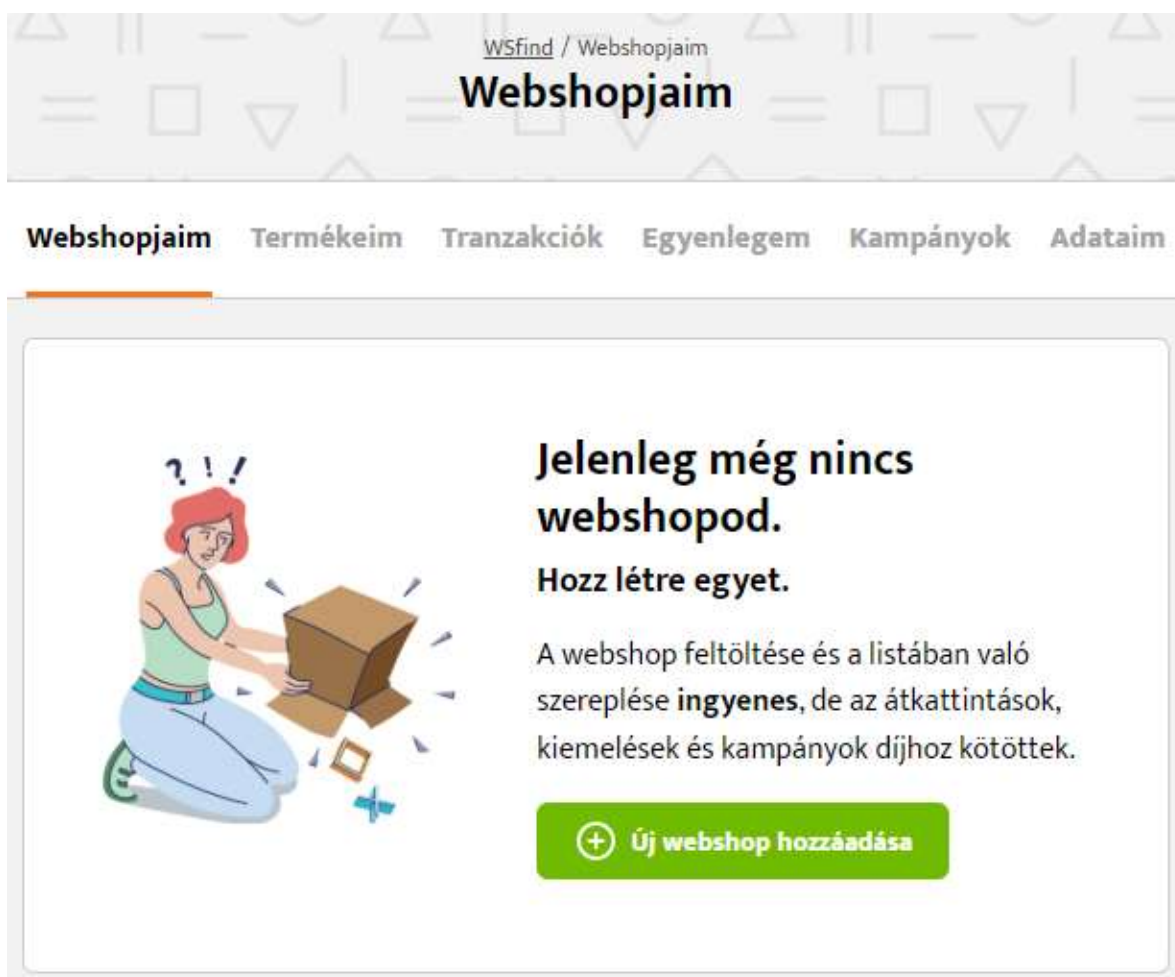 WSfind / Webshopjaim
Webshopjaim
Webshopjaim Termékeim Tranzakciók Egyenlegem Kampányok Adataim
? ! !
Jelenleg még nincs
webshopod.
Hozz létre egyet.
A webshop feltöltése és a listában való
szereplése ingyenes, de az átkattintások,
kiemelések és kampányok díjhoz kötöttek.
Új webshop hozzáadása